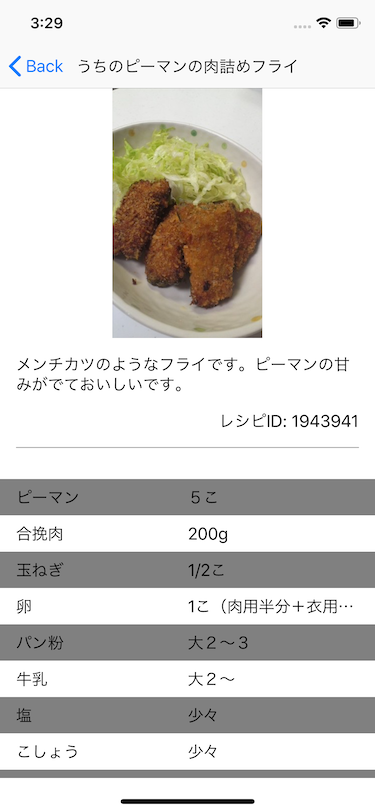 3:29
Back うちのピーマンの肉詰めフライ
メンチカツのようなフライです。ピーマンの甘
みがでておいしいです。
レシピID: 1943941
ピーマン ５こ
合挽肉 200g
玉ねぎ 1/2こ
卵 1こ（肉用半分＋衣用…
パン粉 大２〜３
牛乳 大２〜
塩 少々
こしょう 少々